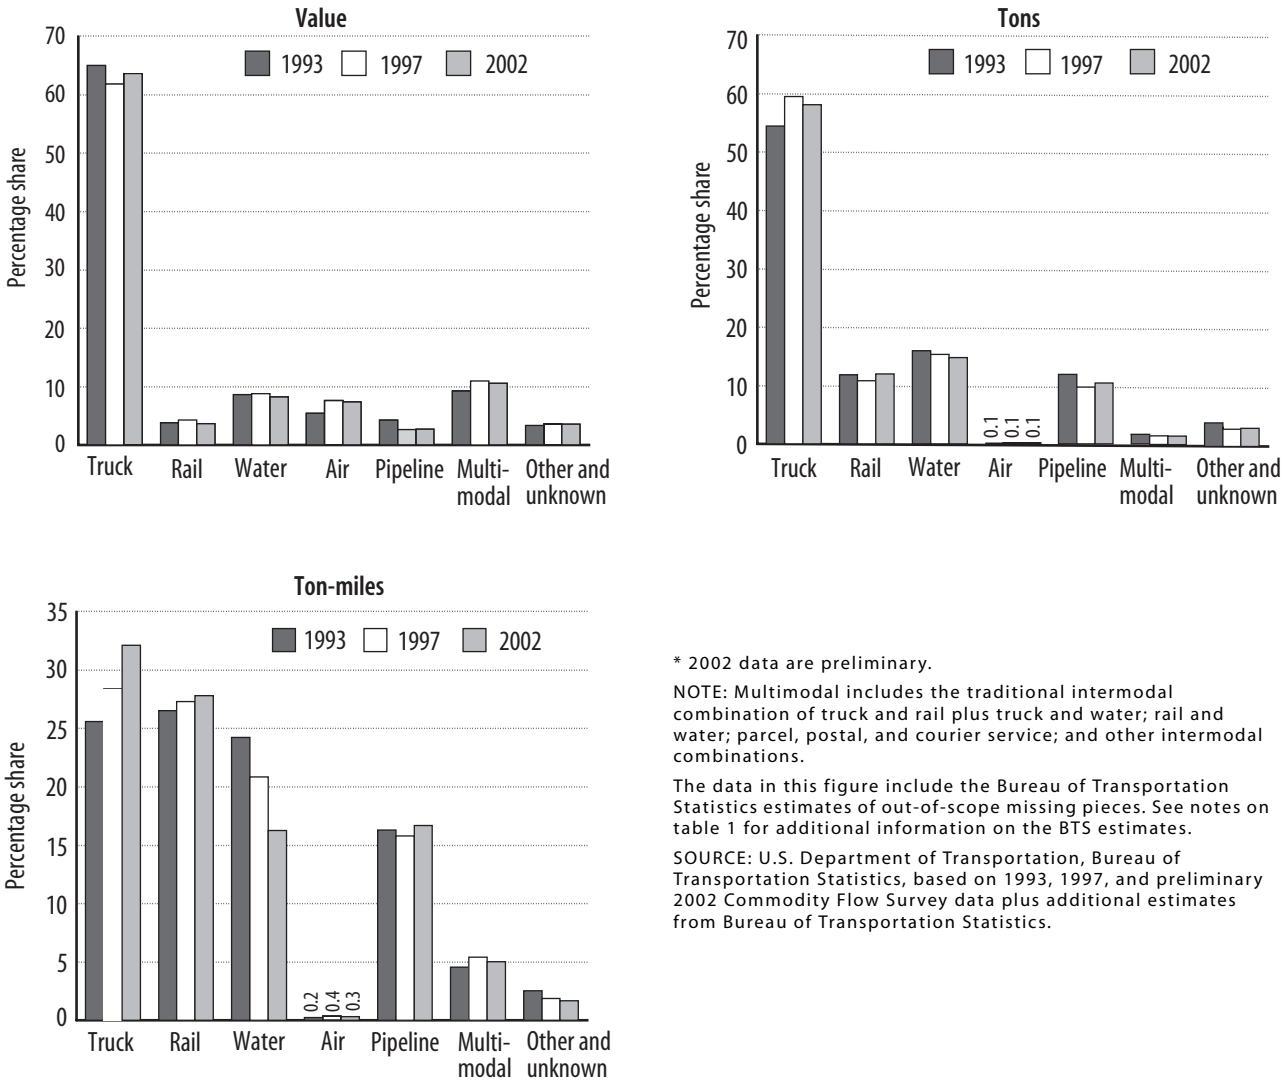 Value
70
60
50
40
30
20
10
0
Percentage share
1993 1997 2002
Truck Rail Water Air Pipeline Multi- Other and
modal unknown
Tons
70
60
50
40
30
20
10
0
Percentage share
1993 1997 2002
0.1 0.1 0.1
Truck Rail Water Air Pipeline Multi- Other and
modal unknown
Ton-miles
35
30
25
20
15
10
5
0
Percentage share
1993 1997 2002
0.2 0.4 0.3
Truck Rail Water Air Pipeline Multi- Other and
modal unknown
* 2002 data are preliminary.
NOTE: Multimodal includes the traditional intermodal
combination of truck and rail plus truck and water; rail and
water; parcel, postal, and courier service; and other intermodal
combinations.
The data in this figure include the Bureau of Transportation
Statistics estimates of out-of-scope missing pieces. See notes on
table 1 for additional information on the BTS estimates.
SOURCE: U.S. Department of Transportation, Bureau of
Transportation Statistics, based on 1993, 1997, and preliminary
2002 Commodity Flow Survey data plus additional estimates
from Bureau of Transportation Statistics.